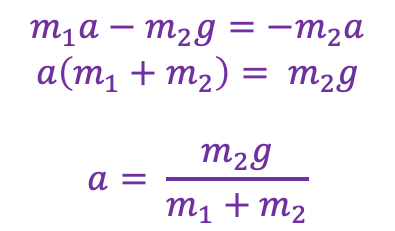 m₁a − m₂g = −m₂a
a(m₁ + m₂) = m₂g
a = m₂g / (m₁ + m₂)